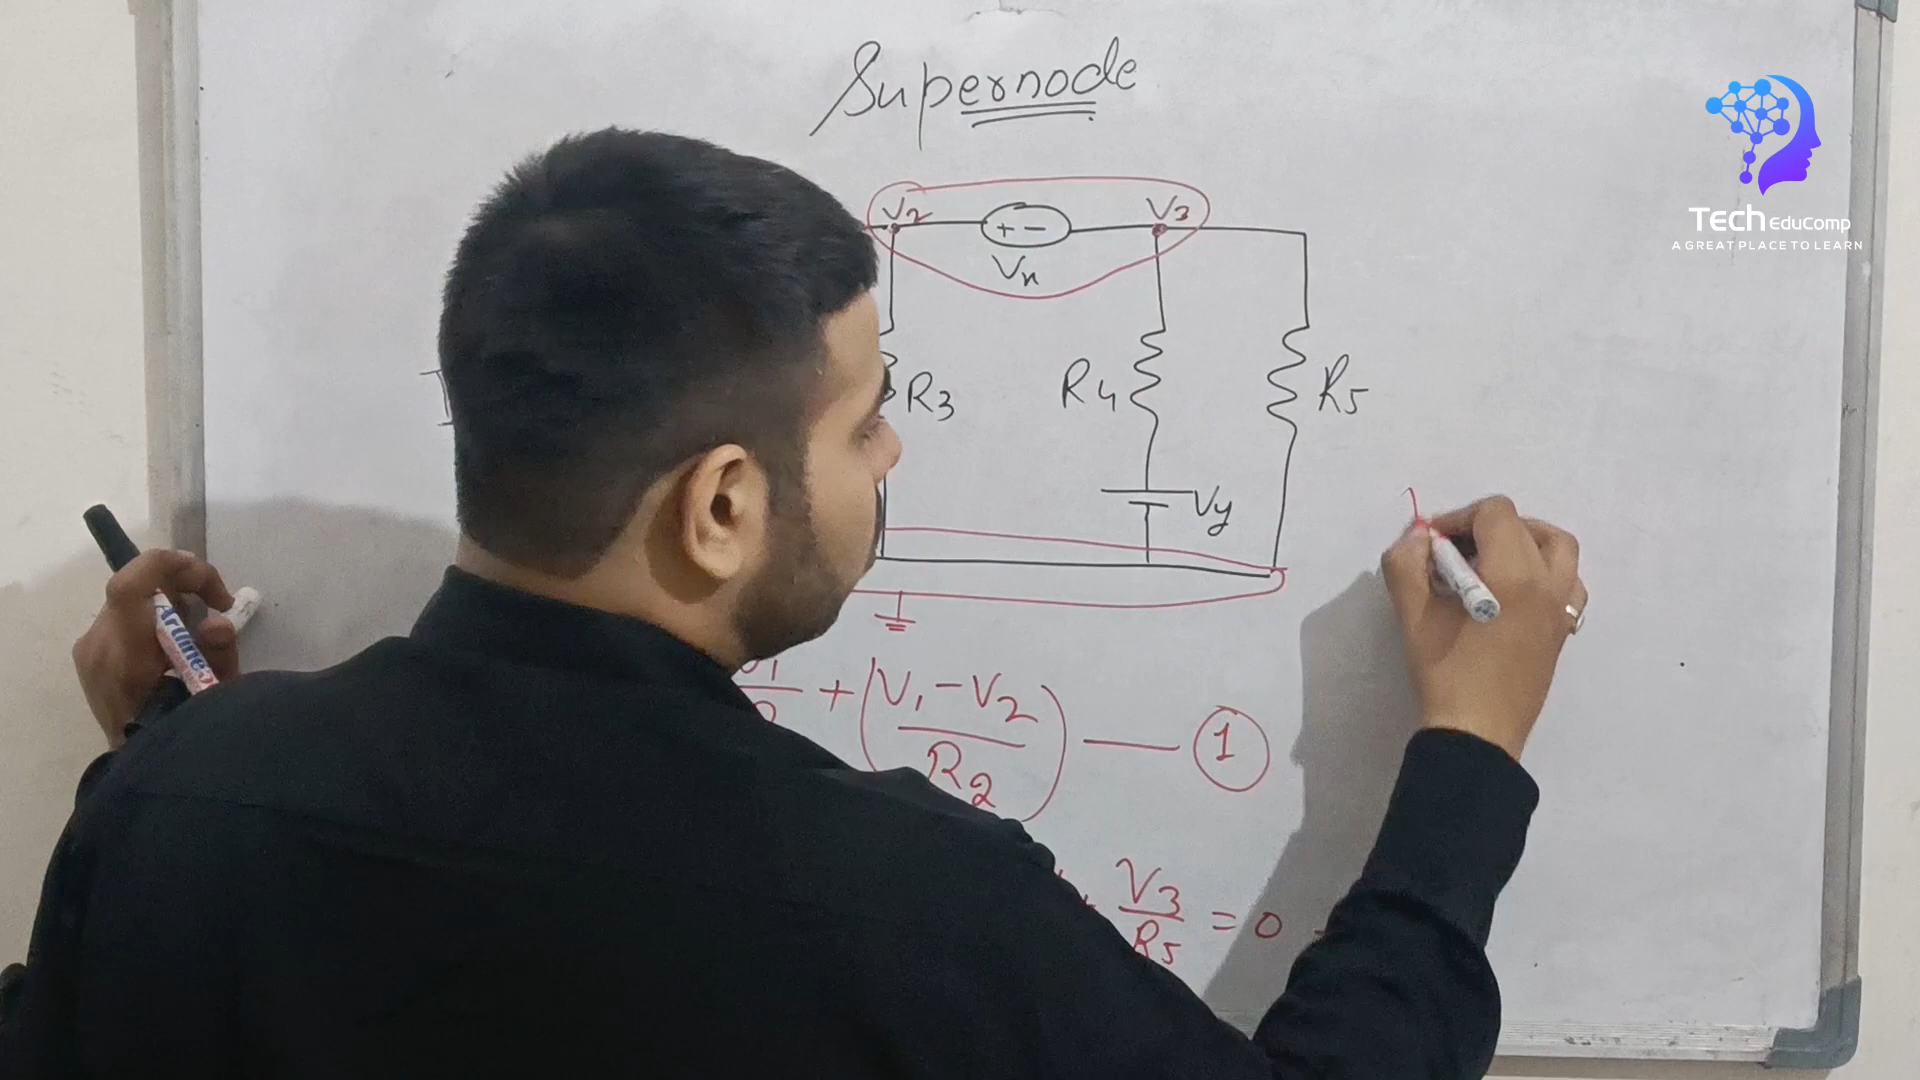 Supernode
V2 + - V3
Vx
R3 R4 R5
Vy
+ (V1 - V2 / R2) — 1
+ V3 / R5 = 0
Artline
Tech EduComp
A GREAT PLACE TO LEARN